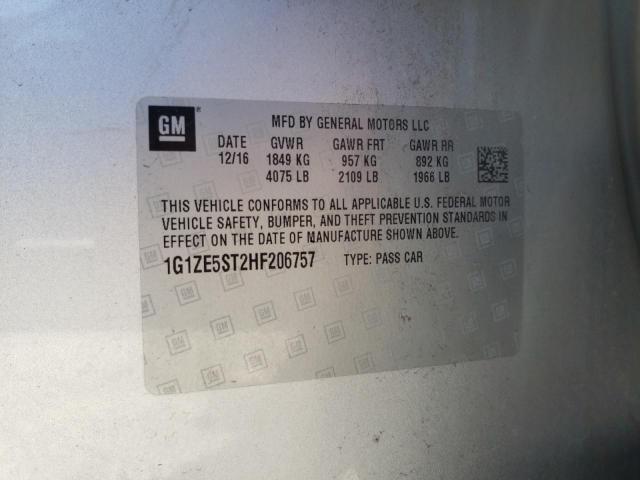 GM
MFD BY GENERAL MOTORS LLC
DATE GVWR GAWR FRT GAWR RR
12/16 1849 KG 957 KG 892 KG
4075 LB 2109 LB 1966 LB
THIS VEHICLE CONFORMS TO ALL APPLICABLE U.S. FEDERAL MOTOR
VEHICLE SAFETY, BUMPER, AND THEFT PREVENTION STANDARDS IN
EFFECT ON THE DATE OF MANUFACTURE SHOWN ABOVE.
1G1ZE5ST2HF206757 TYPE: PASS CAR